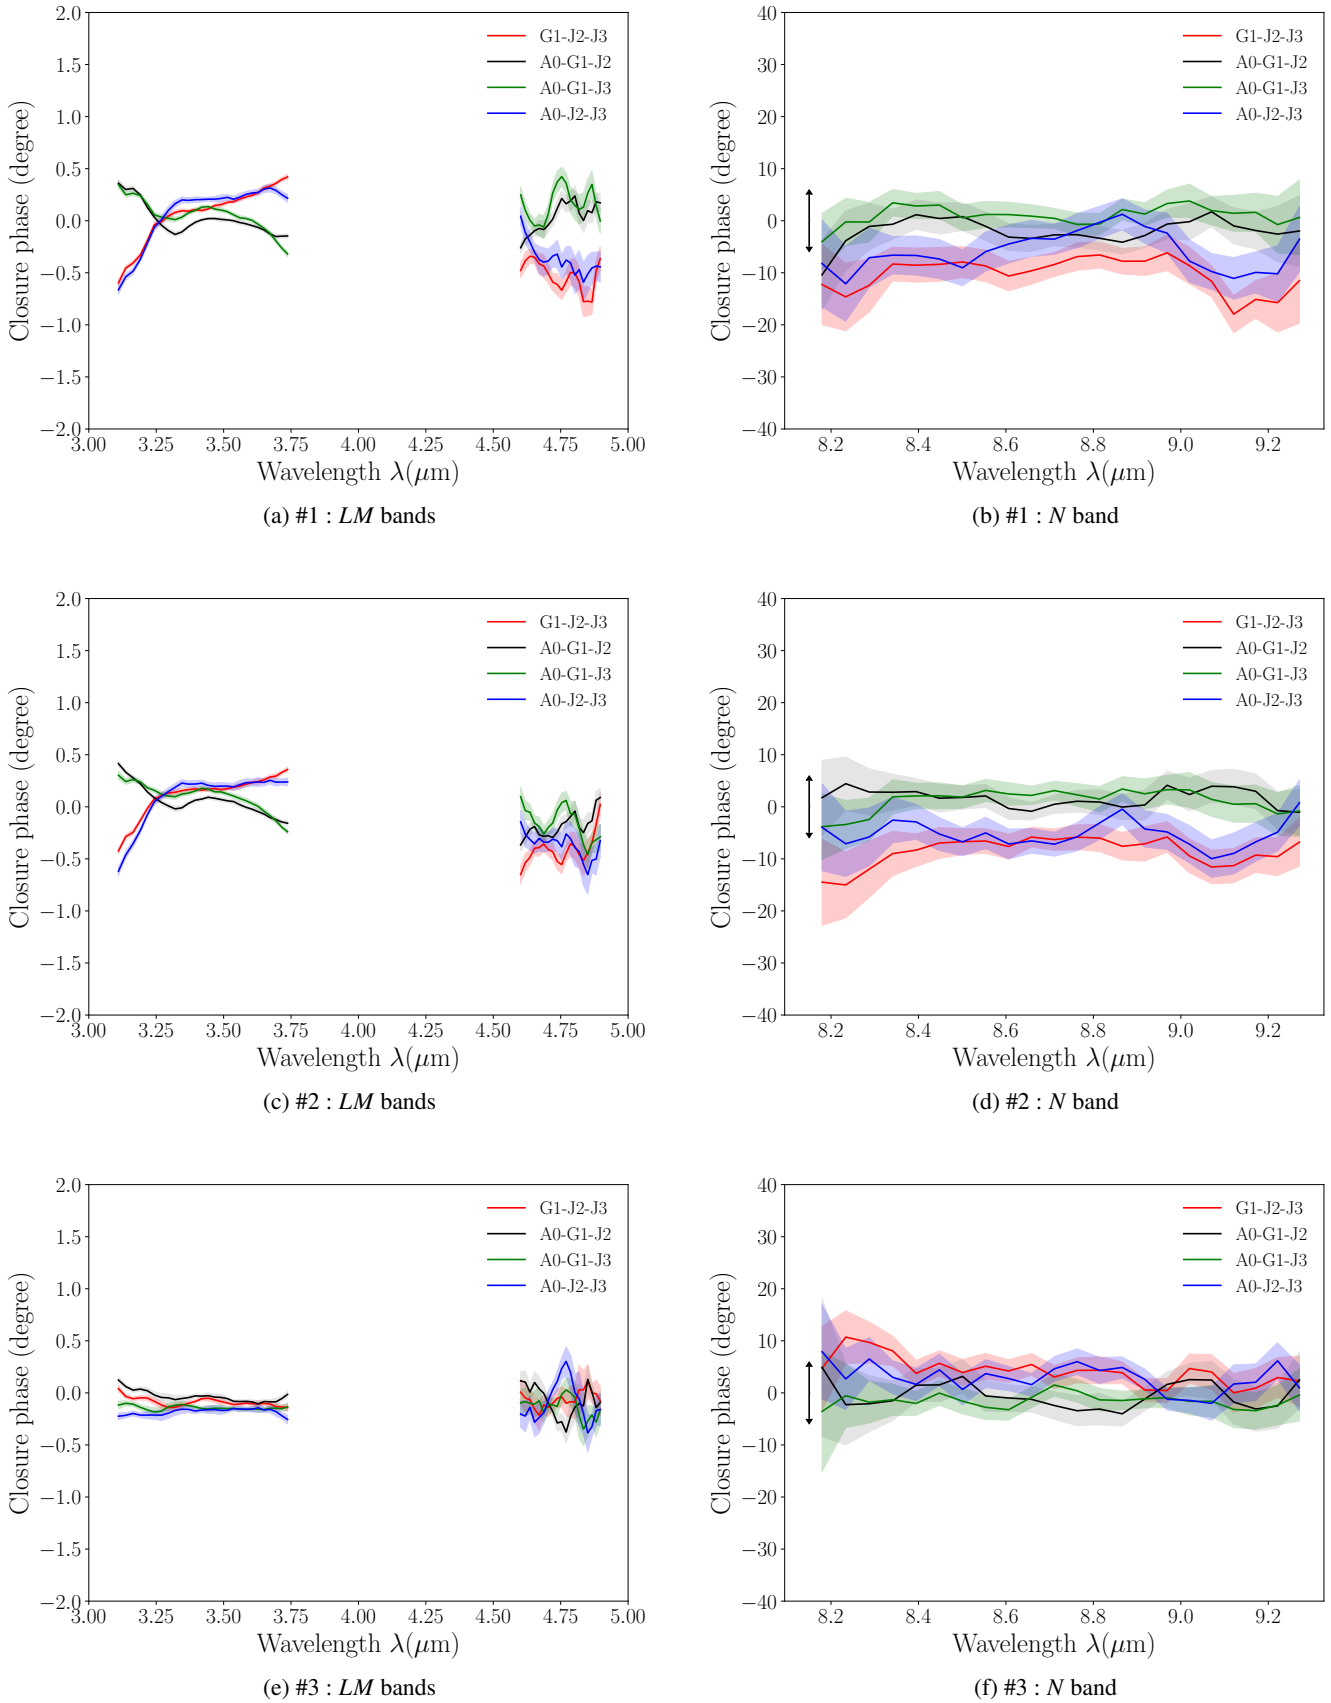 2.0
1.5
1.0
0.5
0.0
−0.5
−1.0
−1.5
−2.0
Closure phase (degree)
3.00 3.25 3.50 3.75 4.00 4.25 4.50 4.75 5.00
Wavelength λ(μm)
G1-J2-J3
A0-G1-J2
A0-G1-J3
A0-J2-J3
(a) #1 : LM bands
40
30
20
10
0
−10
−20
−30
−40
Closure phase (degree)
8.2 8.4 8.6 8.8 9.0 9.2
Wavelength λ(μm)
G1-J2-J3
A0-G1-J2
A0-G1-J3
A0-J2-J3
(b) #1 : N band
2.0
1.5
1.0
0.5
0.0
−0.5
−1.0
−1.5
−2.0
Closure phase (degree)
3.00 3.25 3.50 3.75 4.00 4.25 4.50 4.75 5.00
Wavelength λ(μm)
G1-J2-J3
A0-G1-J2
A0-G1-J3
A0-J2-J3
(c) #2 : LM bands
40
30
20
10
0
−10
−20
−30
−40
Closure phase (degree)
8.2 8.4 8.6 8.8 9.0 9.2
Wavelength λ(μm)
G1-J2-J3
A0-G1-J2
A0-G1-J3
A0-J2-J3
(d) #2 : N band
2.0
1.5
1.0
0.5
0.0
−0.5
−1.0
−1.5
−2.0
Closure phase (degree)
3.00 3.25 3.50 3.75 4.00 4.25 4.50 4.75 5.00
Wavelength λ(μm)
G1-J2-J3
A0-G1-J2
A0-G1-J3
A0-J2-J3
(e) #3 : LM bands
40
30
20
10
0
−10
−20
−30
−40
Closure phase (degree)
8.2 8.4 8.6 8.8 9.0 9.2
Wavelength λ(μm)
G1-J2-J3
A0-G1-J2
A0-G1-J3
A0-J2-J3
(f) #3 : N band